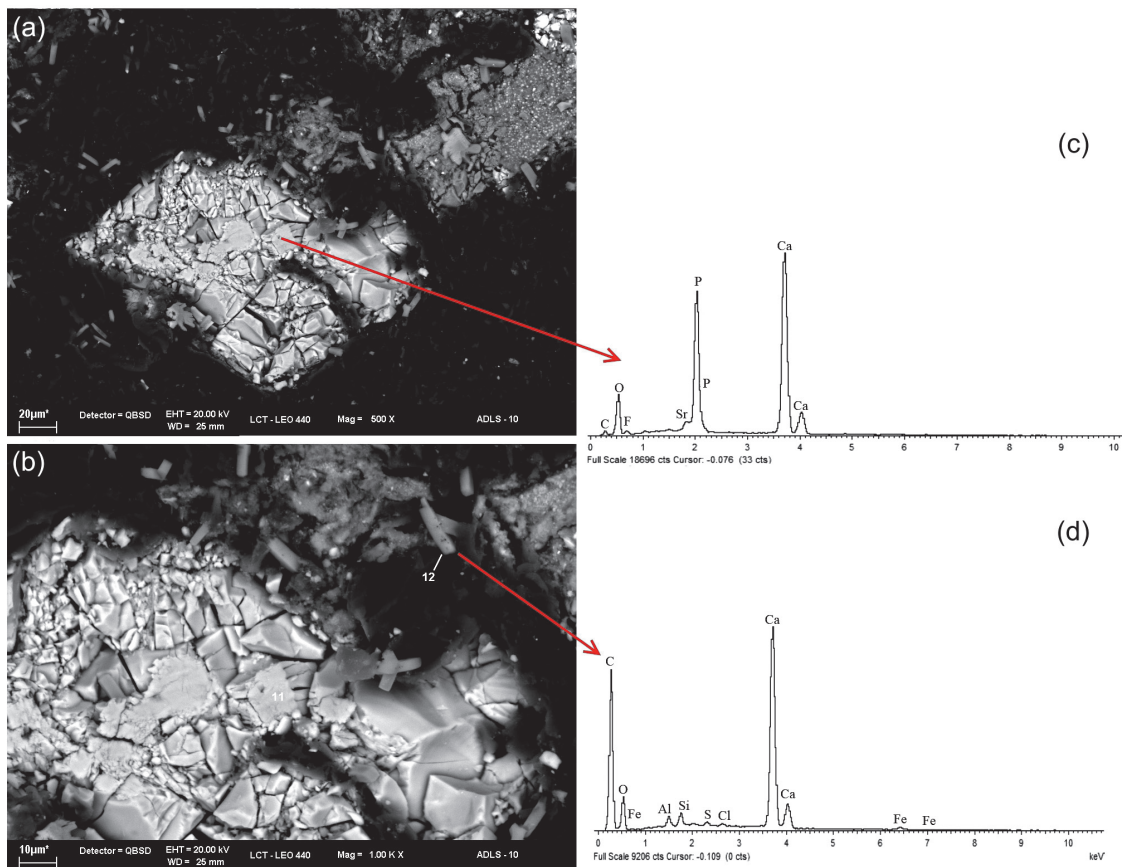 (a)
20µm*
Detector = QBSD
EHT = 20.00 kV
WD = 25 mm
LCT - LEO 440
Mag = 500 X
ADLS - 10
(c)
C
O
F
Sr
P
P
Ca
Ca
0 1 2 3 4 5 6 7 8 9 10
Full Scale 18696 cts Cursor: -0.076 (33 cts)
(b)
12
11
10µm*
Detector = QBSD
EHT = 20.00 kV
WD = 25 mm
LCT - LEO 440
Mag = 1.00 K X
ADLS - 10
(d)
C
O
Fe
Al
Si
S
Cl
Ca
Ca
Fe
Fe
0 1 2 3 4 5 6 7 8 9 10
Full Scale 9206 cts Cursor: -0.109 (0 cts)
keV